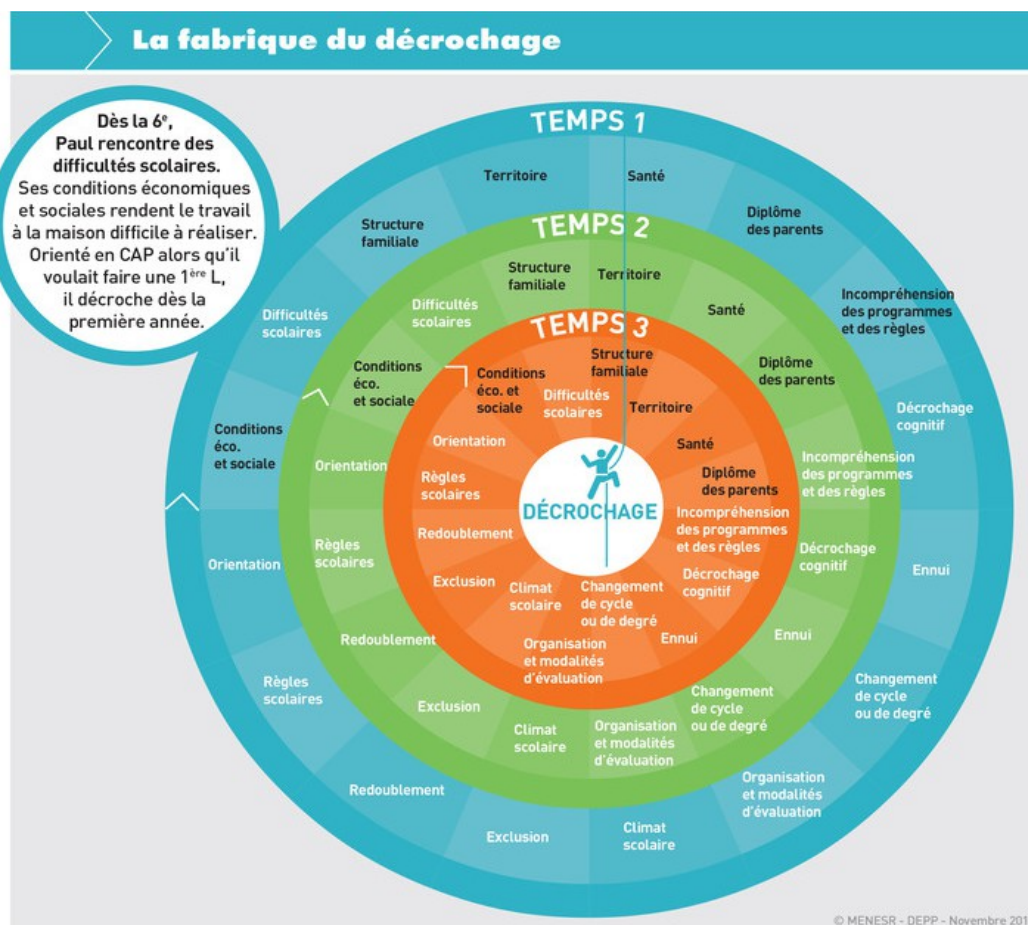 La fabrique du décrochage
Dès la 6e,
Paul rencontre des
difficultés scolaires.
Ses conditions économiques
et sociales rendent le travail
à la maison difficile à réaliser.
Orienté en CAP alors qu'il
voulait faire une 1ère L,
il décroche dès la
première année.
TEMPS 1
Territoire
Santé
Diplôme
des parents
Incompréhension
des programmes
et des règles
Décrochage
cognitif
Ennui
Changement
de cycle
ou de degré
Organisation
et modalités
d'évaluation
Climat
scolaire
Exclusion
Redoublement
Règles
scolaires
Orientation
Conditions
éco.
et sociale
Difficultés
scolaires
Structure
familiale
TEMPS 2
Territoire
Santé
Diplôme
des parents
Incompréhension
des programmes
et des règles
Décrochage
cognitif
Ennui
Changement
de cycle
ou de degré
Organisation
et modalités
d'évaluation
Climat
scolaire
Exclusion
Redoublement
Règles
scolaires
Orientation
Conditions
éco.
et sociale
Difficultés
scolaires
Structure
familiale
TEMPS 3
Structure
familiale
Territoire
Santé
Diplôme
des parents
Incompréhension
des programmes
et des règles
Décrochage
cognitif
Ennui
Changement
de cycle
ou de degré
Organisation
et modalités
d'évaluation
Climat
scolaire
Exclusion
Redoublement
Règles
scolaires
Orientation
Conditions
éco. et
sociale
Difficultés
scolaires
DÉCROCHAGE
© MENESR - DEPP - Novembre 201